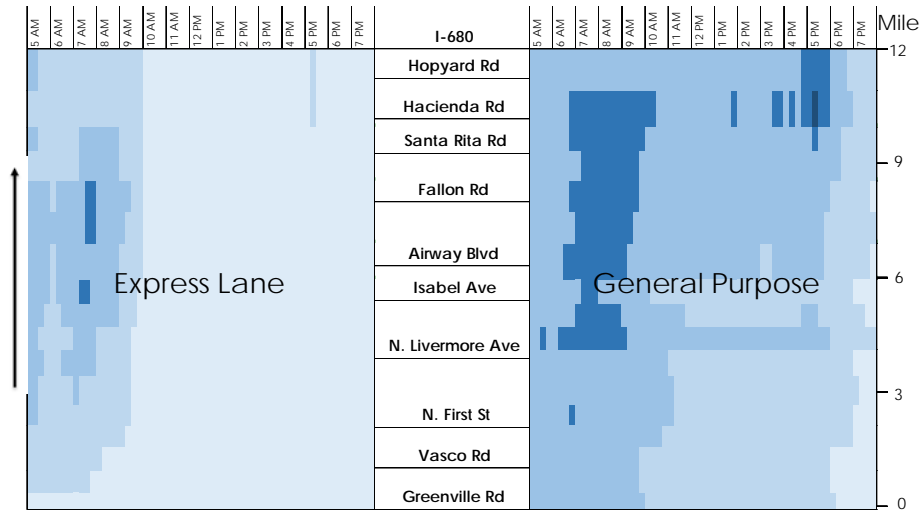 5 AM
6 AM
7 AM
8 AM
9 AM
10 AM
11 AM
12 PM
1 PM
2 PM
3 PM
4 PM
5 PM
6 PM
7 PM
I-680
5 AM
6 AM
7 AM
8 AM
9 AM
10 AM
11 AM
12 PM
1 PM
2 PM
3 PM
4 PM
5 PM
6 PM
7 PM
Mile
12
Hopyard Rd
Hacienda Rd
Santa Rita Rd
9
Fallon Rd
Airway Blvd
6
Express Lane
Isabel Ave
General Purpose
N. Livermore Ave
3
N. First St
Vasco Rd
Greenville Rd
0